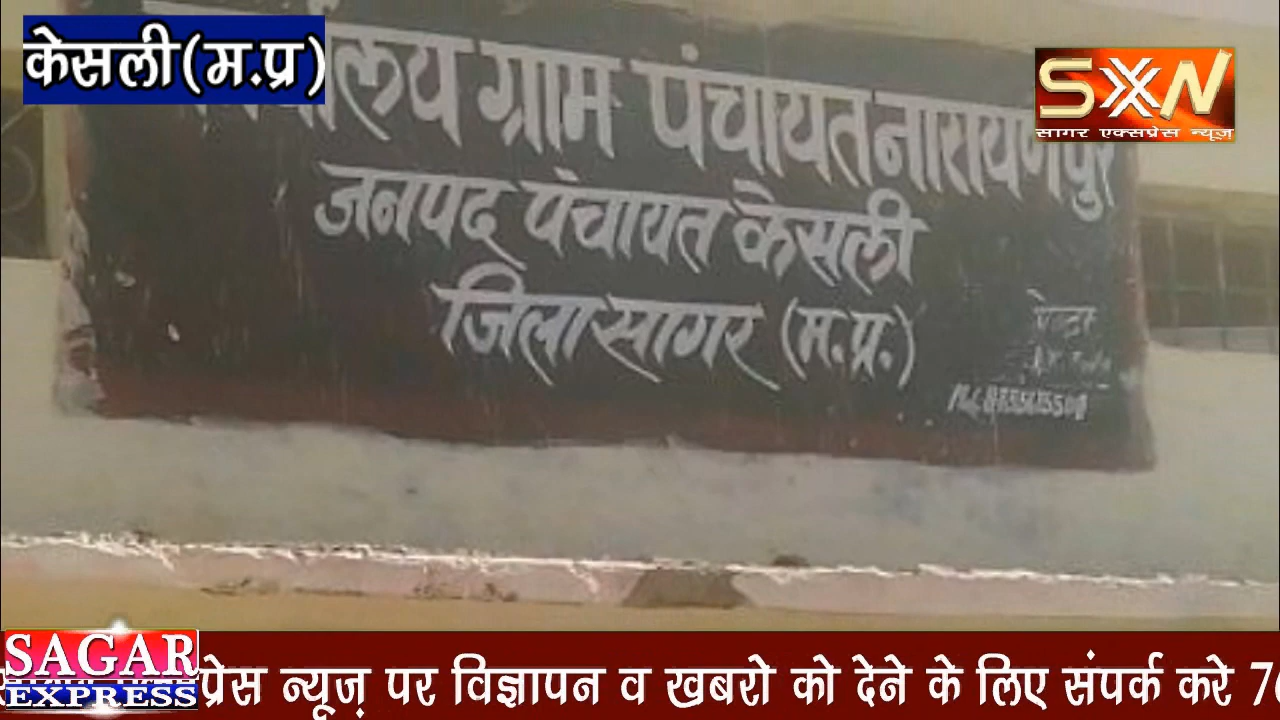 केसली(म.प्र)
SXN
सागर एक्सप्रेस न्यूज़
ग्राम पंचायत नारायणपुर
जनपद पंचायत केसली
जिला सागर (म.प्र.)
पेन्टर
SAGAR
EXPRESS
प्रेस न्यूज़ पर विज्ञापन व खबरो को देने के लिए संपर्क करे 7